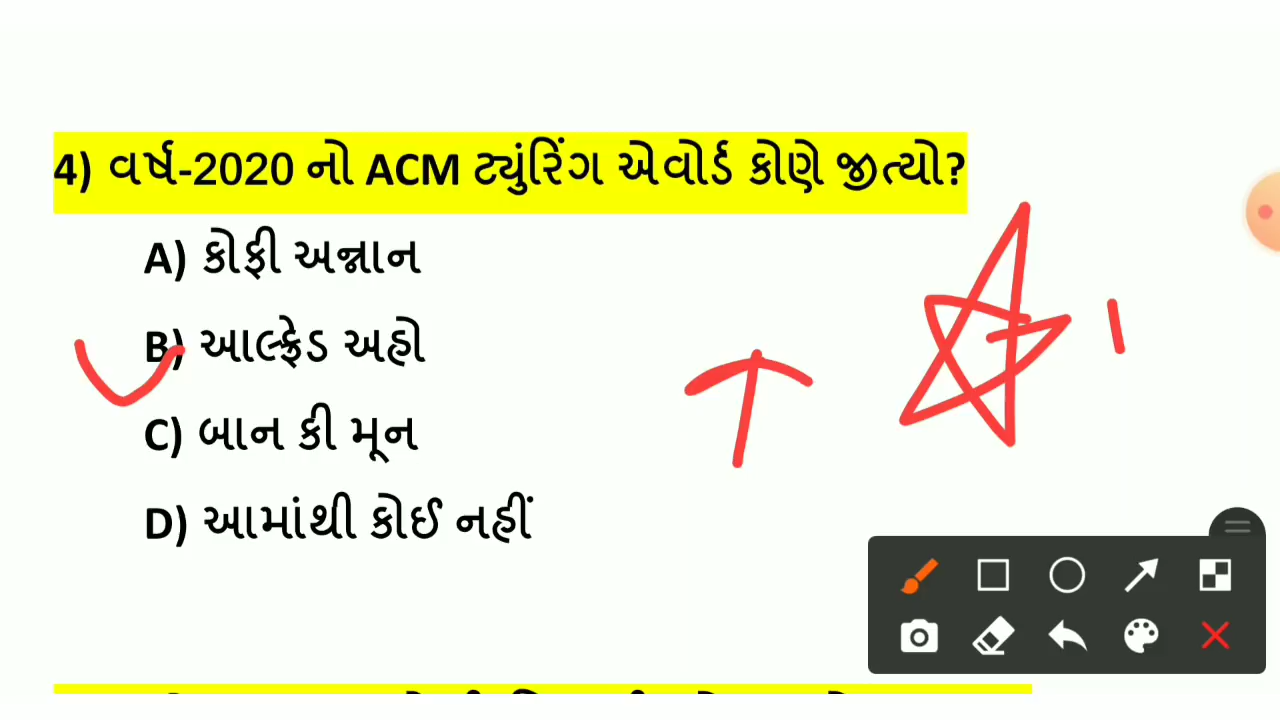 4) વર્ષ-2020 નો ACM ટ્યુંરિંગ એવોર્ડ કોણે જીત્યો?
A) કોફી અન્નાન
B) આલ્ફ્રેડ અહો
C) બાન કી મૂન
D) આમાંથી કોઈ નહીં